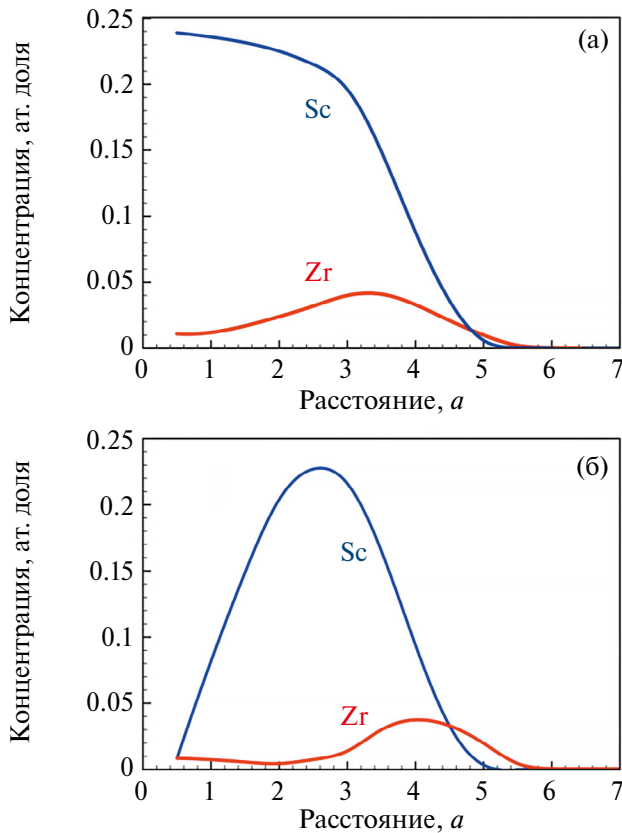 0.25
(а)
0.2
Sc
0.15
0.1
Zr
0.05
0
0 1 2 3 4 5 6 7
Концентрация, ат. доля
Расстояние, a
0.25
(б)
0.2
Sc
0.15
0.1
Zr
0.05
0
0 1 2 3 4 5 6 7
Концентрация, ат. доля
Расстояние, a